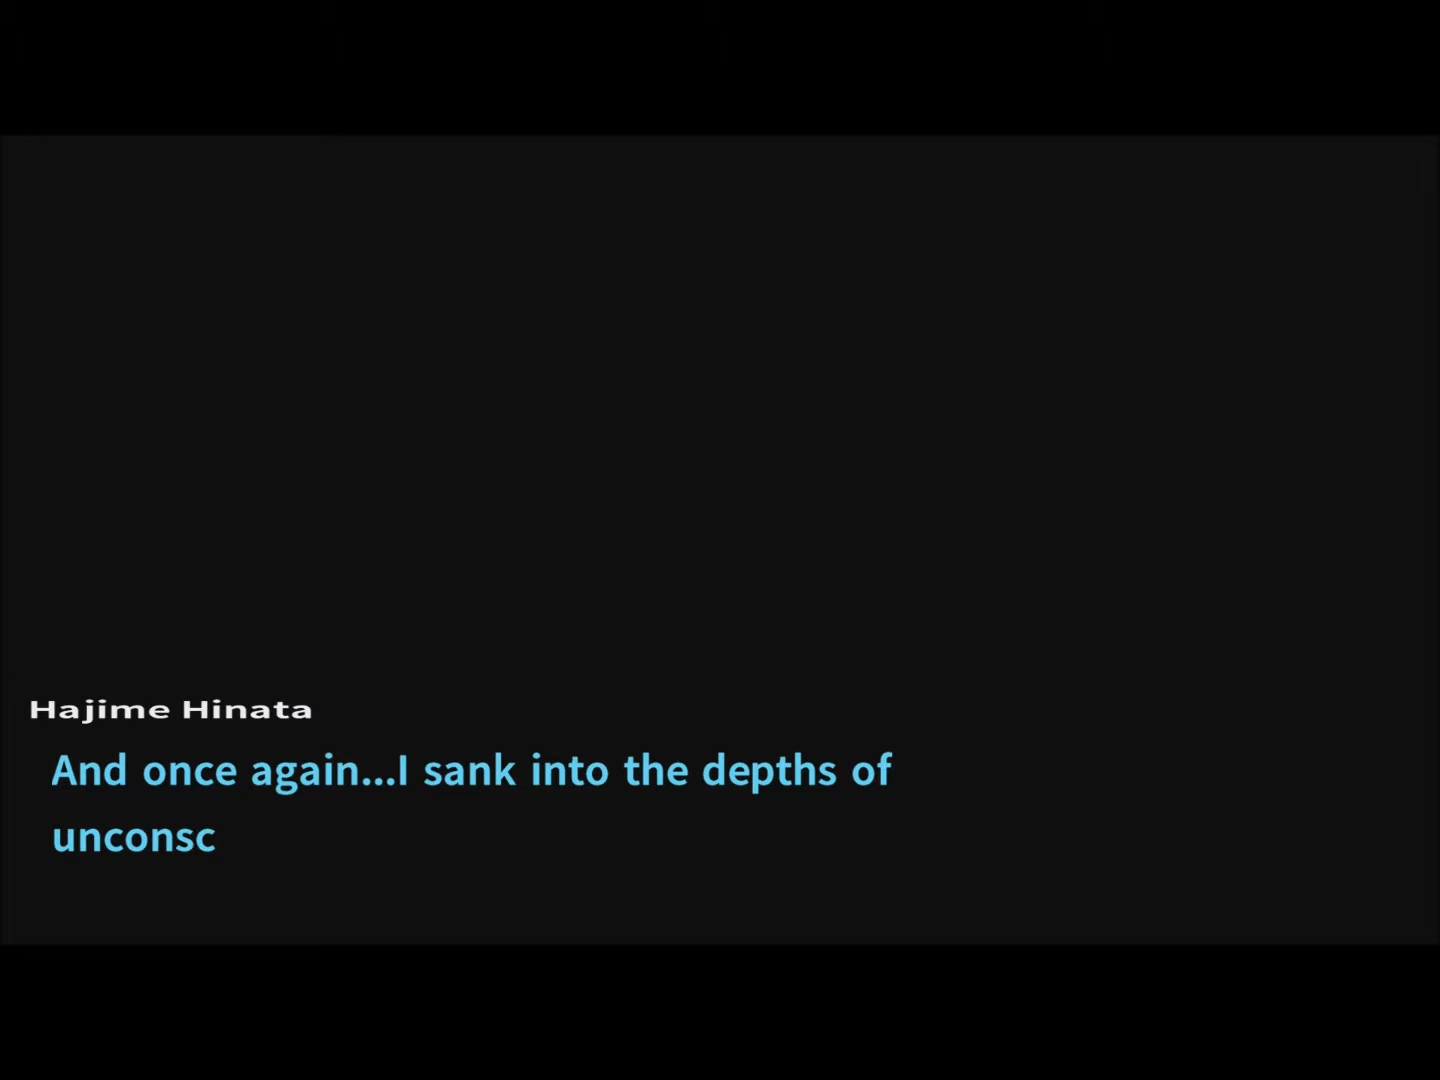 Hajime Hinata
And once again...I sank into the depths of
unconsc